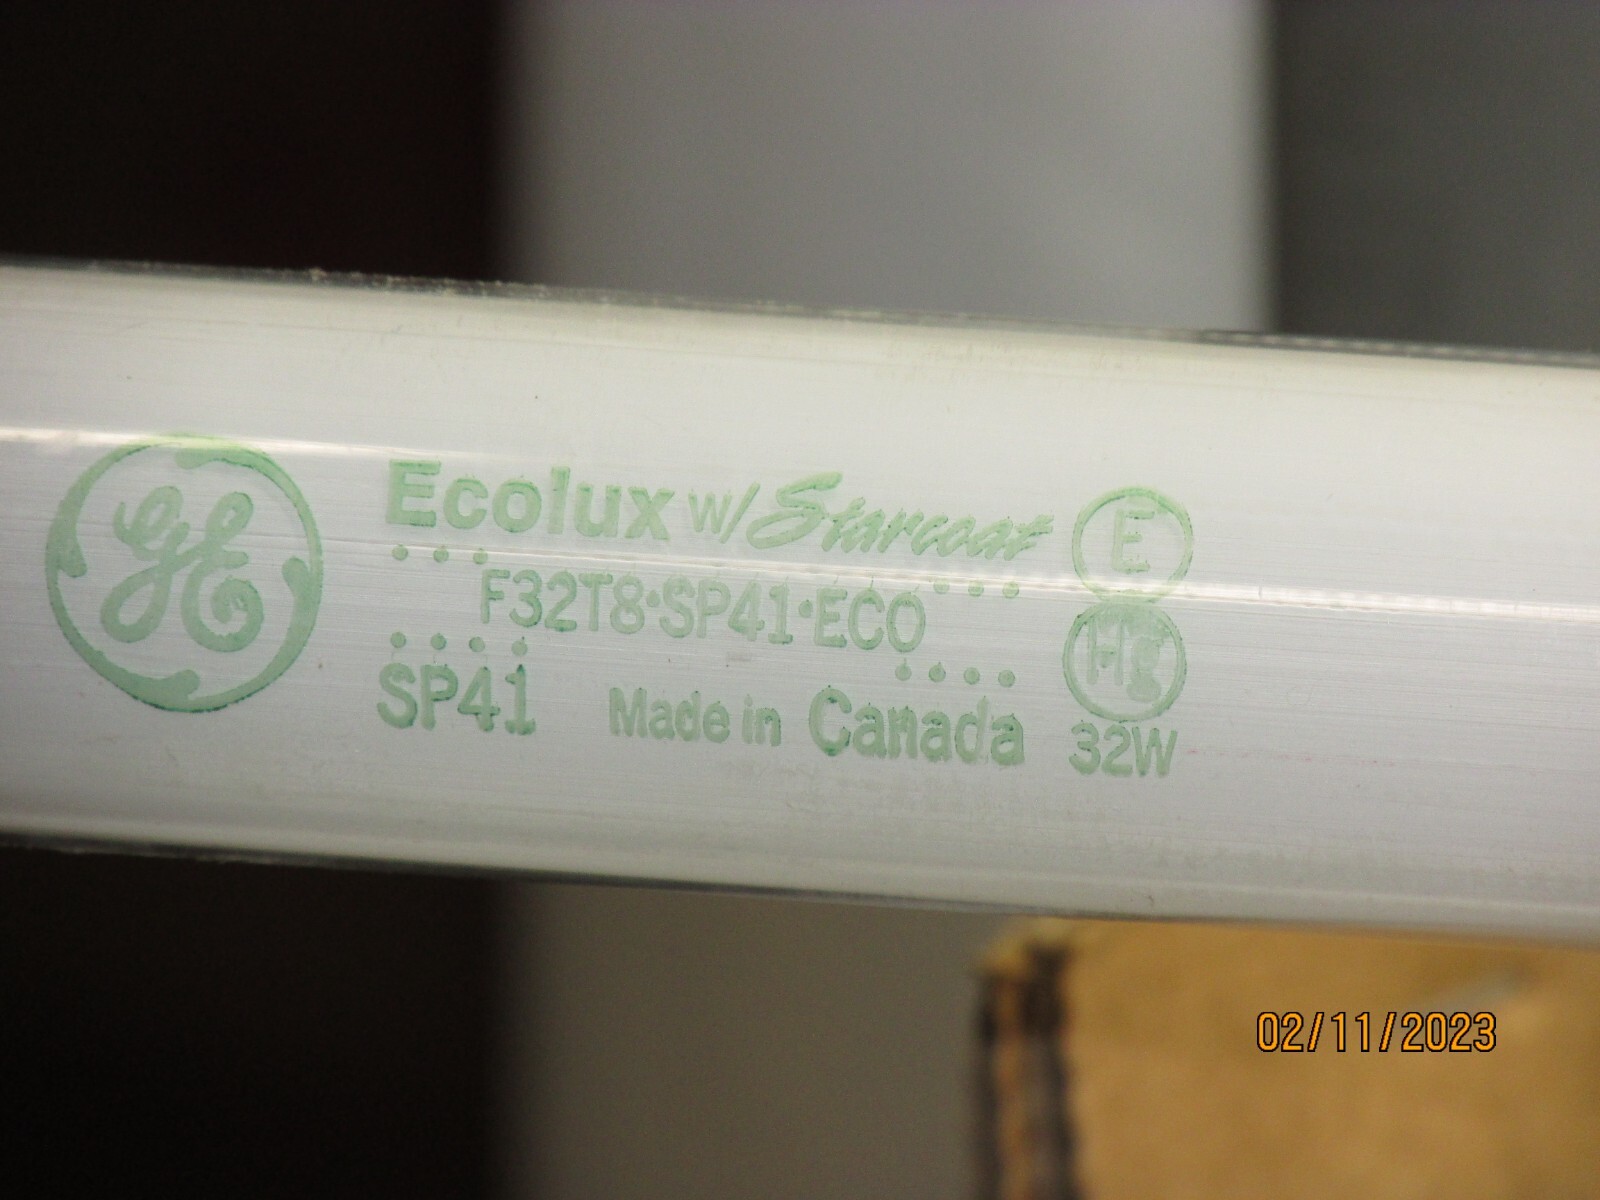 GE
Ecolux w/ Starcoat
E
F32T8•SP41•ECO
Hg
SP41 Made in Canada
32W
02/11/2023